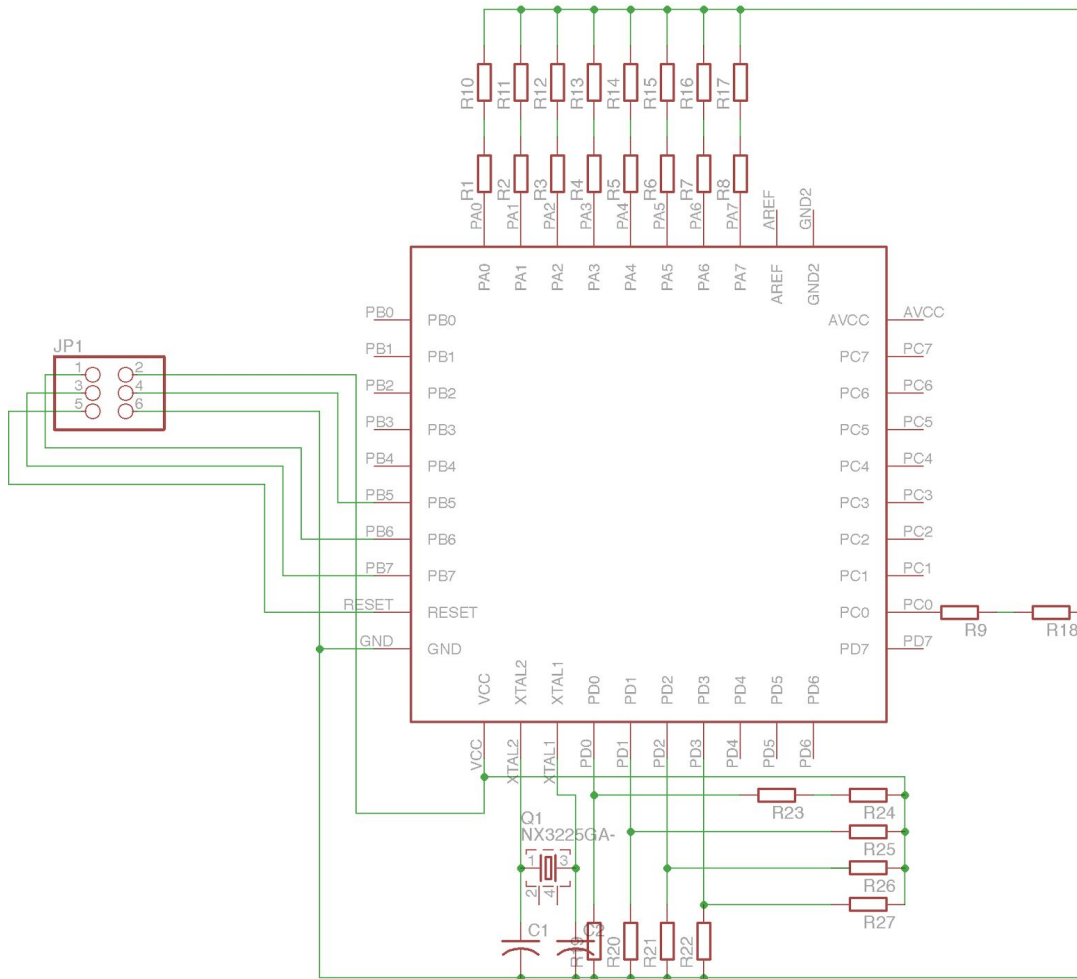 R10 R11 R12 R13 R14 R15 R16 R17
R1 R2 R3 R4 R5 R6 R7 R8
PA0 PA1 PA2 PA3 PA4 PA5 PA6 PA7 AREF GND2
PA0 PA1 PA2 PA3 PA4 PA5 PA6 PA7 AREF GND2
PB0 PB0 AVCC AVCC
JP1
PB1 PB1 PC7 PC7
1 2
3 4
5 6
PB2 PB2 PC6 PC6
PB3 PB3 PC5 PC5
PB4 PB4 PC4 PC4
PB5 PB5 PC3 PC3
PB6 PB6 PC2 PC2
PB7 PB7 PC1 PC1
RESET RESET PC0 PC0
R9 R18
GND GND PD7 PD7
VCC XTAL2 XTAL1 PD0 PD1 PD2 PD3 PD4 PD5 PD6
VCC XTAL2 XTAL1 PD0 PD1 PD2 PD3 PD4 PD5 PD6
R23 R24
Q1
NX3225GA-
R25
1 3
2 4
R26
R27
C1 C2
R19 R20 R21 R22